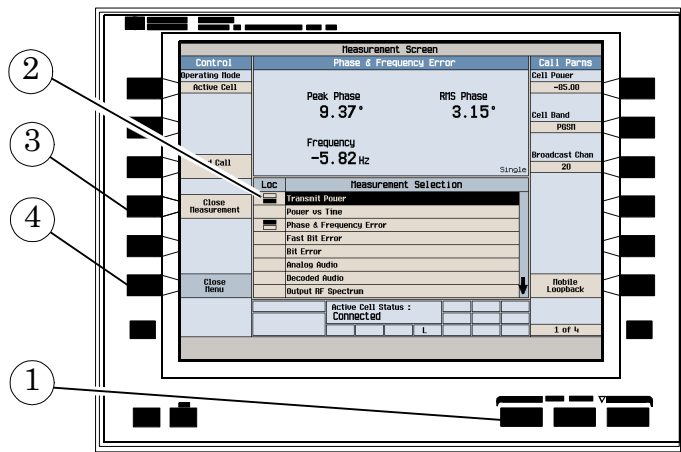 Measurement Screen
Control
Phase & Frequency Error
Call Parms
Operating Mode
Active Cell
Cell Power
-85.00
Peak Phase
RMS Phase
9.37°
3.15°
Cell Band
PGSM
Frequency
-5.82 Hz
Call
Single
Broadcast Chan
20
Loc
Measurement Selection
Transmit Power
Power vs Time
Phase & Frequency Error
Fast Bit Error
Bit Error
Analog Audio
Decoded Audio
Output RF Spectrum
Close
Measurement
Close
Menu
Mobile
Loopback
Active Cell Status :
Connected
L
1 of 4
2
3
4
1